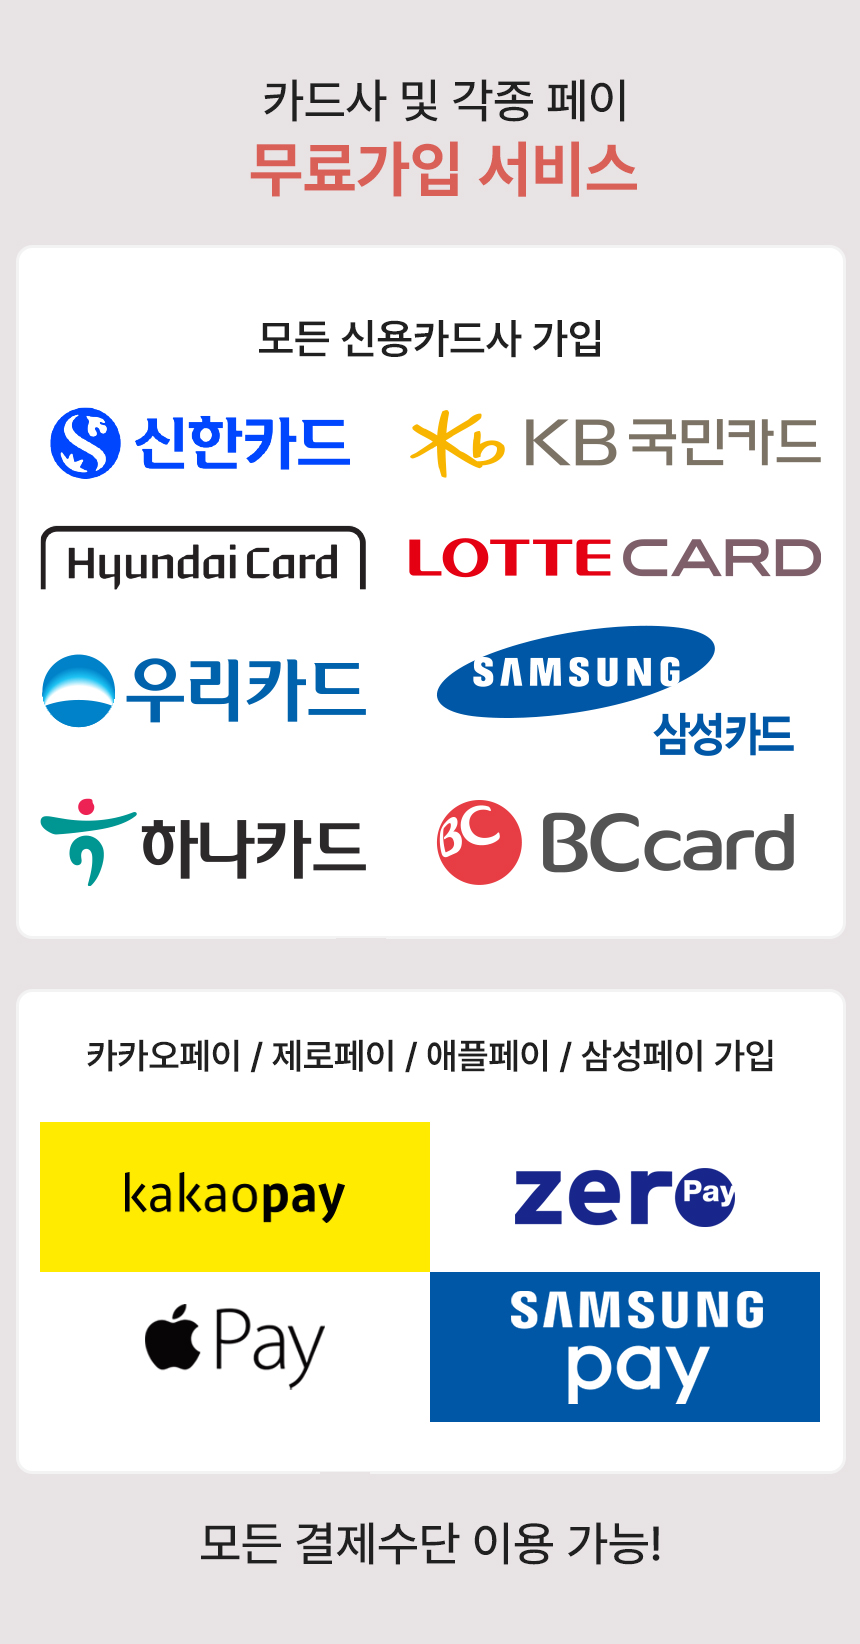 카드사 및 각종 페이
무료가입 서비스
모든 신용카드사 가입
신한카드
KB 국민카드
Hyundai Card
LOTTE CARD
우리카드
SAMSUNG
삼성카드
하나카드
BC BCcard
카카오페이 / 제로페이 / 애플페이 / 삼성페이 가입
kakaopay
zero Pay
Pay
SAMSUNG
pay
모든 결제수단 이용 가능!